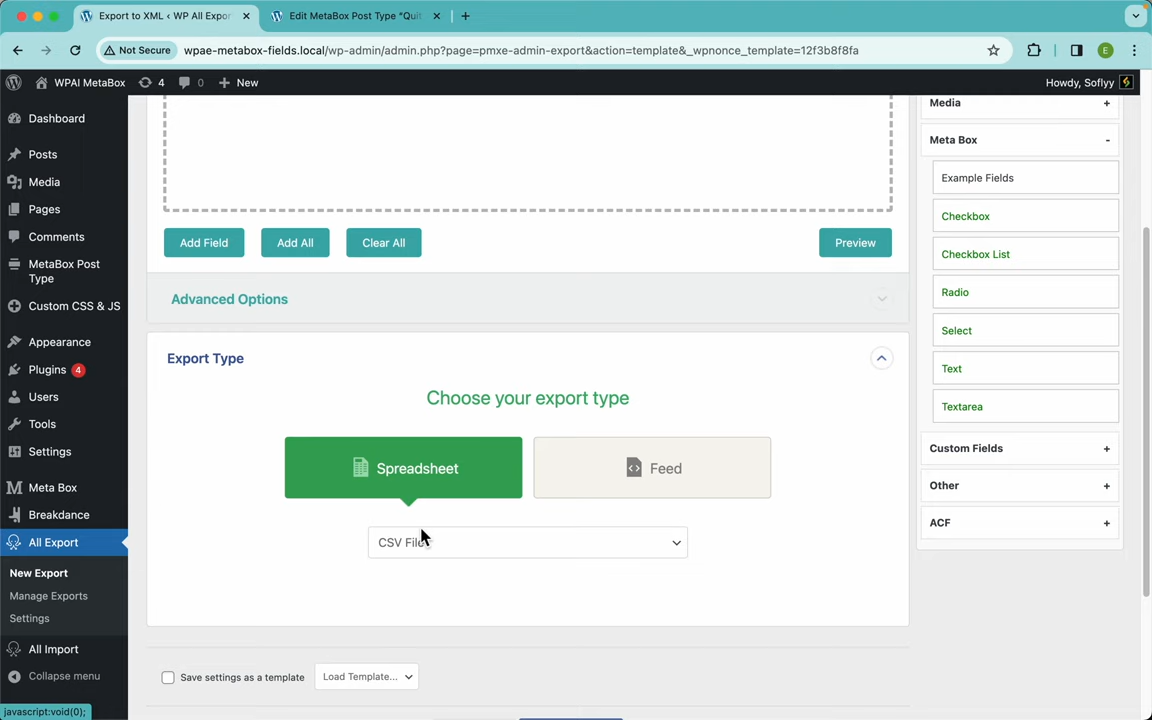 Export to XML ‹ WP All Export
Edit MetaBox Post Type "Quit
Not Secure
wpae-metabox-fields.local/wp-admin/admin.php?page=pmxe-admin-export&action=template&_wpnonce_template=12f3b8f8fa
E
WPAI MetaBox
4
0
New
Howdy, Soflyy
Dashboard
Posts
Media
Pages
Comments
MetaBox Post
Type
Custom CSS & JS
Appearance
Plugins 4
Users
Tools
Settings
Meta Box
Breakdance
All Export
New Export
Manage Exports
Settings
All Import
Collapse menu
javascript:void(0);
Add Field
Add All
Clear All
Preview
Advanced Options
Export Type
Choose your export type
Spreadsheet
Feed
CSV File
Save settings as a template
Load Template...
Media +
Meta Box -
Example Fields
Checkbox
Checkbox List
Radio
Select
Text
Textarea
Custom Fields +
Other +
ACF +